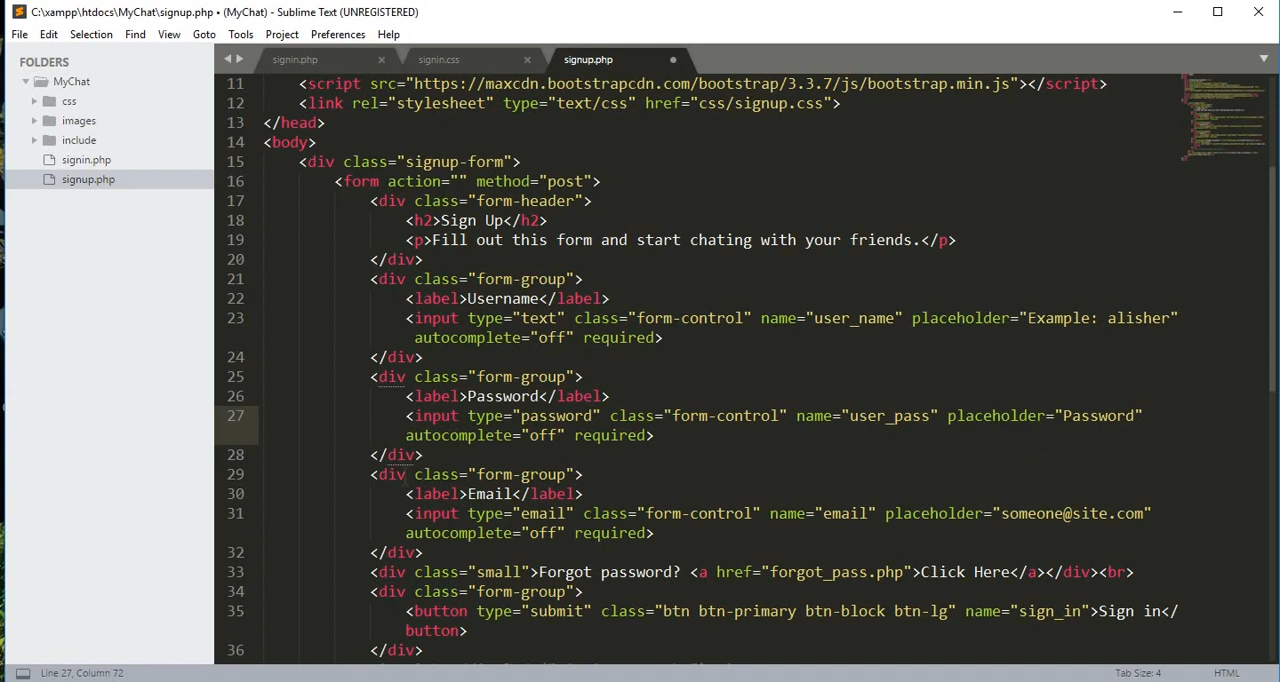 C:\xampp\htdocs\MyChat\signup.php • (MyChat) - Sublime Text (UNREGISTERED)
File Edit Selection Find View Goto Tools Project Preferences Help
FOLDERS
MyChat
css
images
include
signin.php
signup.php
signin.php signin.css signup.php
11 <script src="https://maxcdn.bootstrapcdn.com/bootstrap/3.3.7/js/bootstrap.min.js"></script>
12 <link rel="stylesheet" type="text/css" href="css/signup.css">
13 </head>
14 <body>
15 <div class="signup-form">
16 <form action="" method="post">
17 <div class="form-header">
18 <h2>Sign Up</h2>
19 <p>Fill out this form and start chating with your friends.</p>
20 </div>
21 <div class="form-group">
22 <label>Username</label>
23 <input type="text" class="form-control" name="user_name" placeholder="Example: alisher"
autocomplete="off" required>
24 </div>
25 <div class="form-group">
26 <label>Password</label>
27 <input type="password" class="form-control" name="user_pass" placeholder="Password"
autocomplete="off" required>
28 </div>
29 <div class="form-group">
30 <label>Email</label>
31 <input type="email" class="form-control" name="email" placeholder="someone@site.com"
autocomplete="off" required>
32 </div>
33 <div class="small">Forgot password? <a href="forgot_pass.php">Click Here</a></div><br>
34 <div class="form-group">
35 <button type="submit" class="btn btn-primary btn-block btn-lg" name="sign_in">Sign in</
button>
36 </div>
Line 27, Column 72
Tab Size: 4
HTML